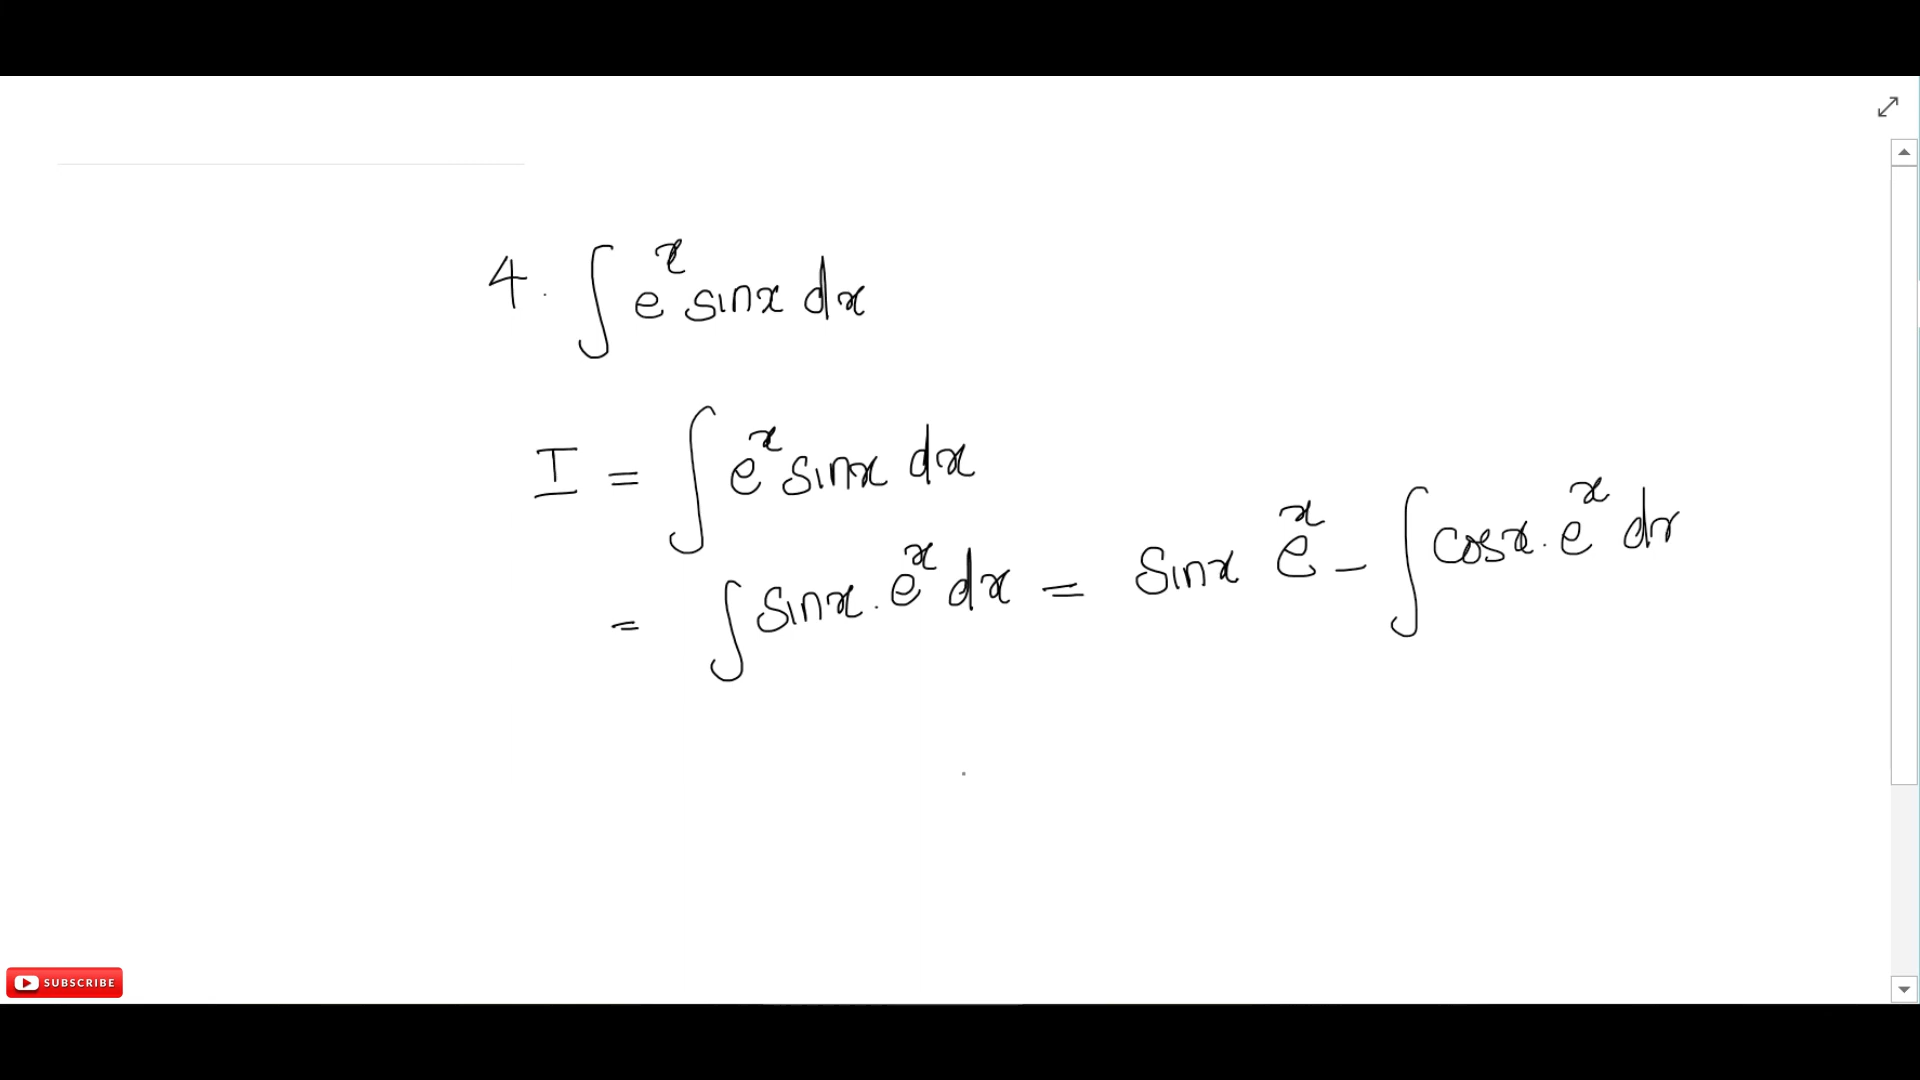 4. ∫ e^x sinx dx
I = ∫ e^x sinx dx
= ∫ sinx . e^x dx = Sinx e^x - ∫ cosx . e^x dx
SUBSCRIBE